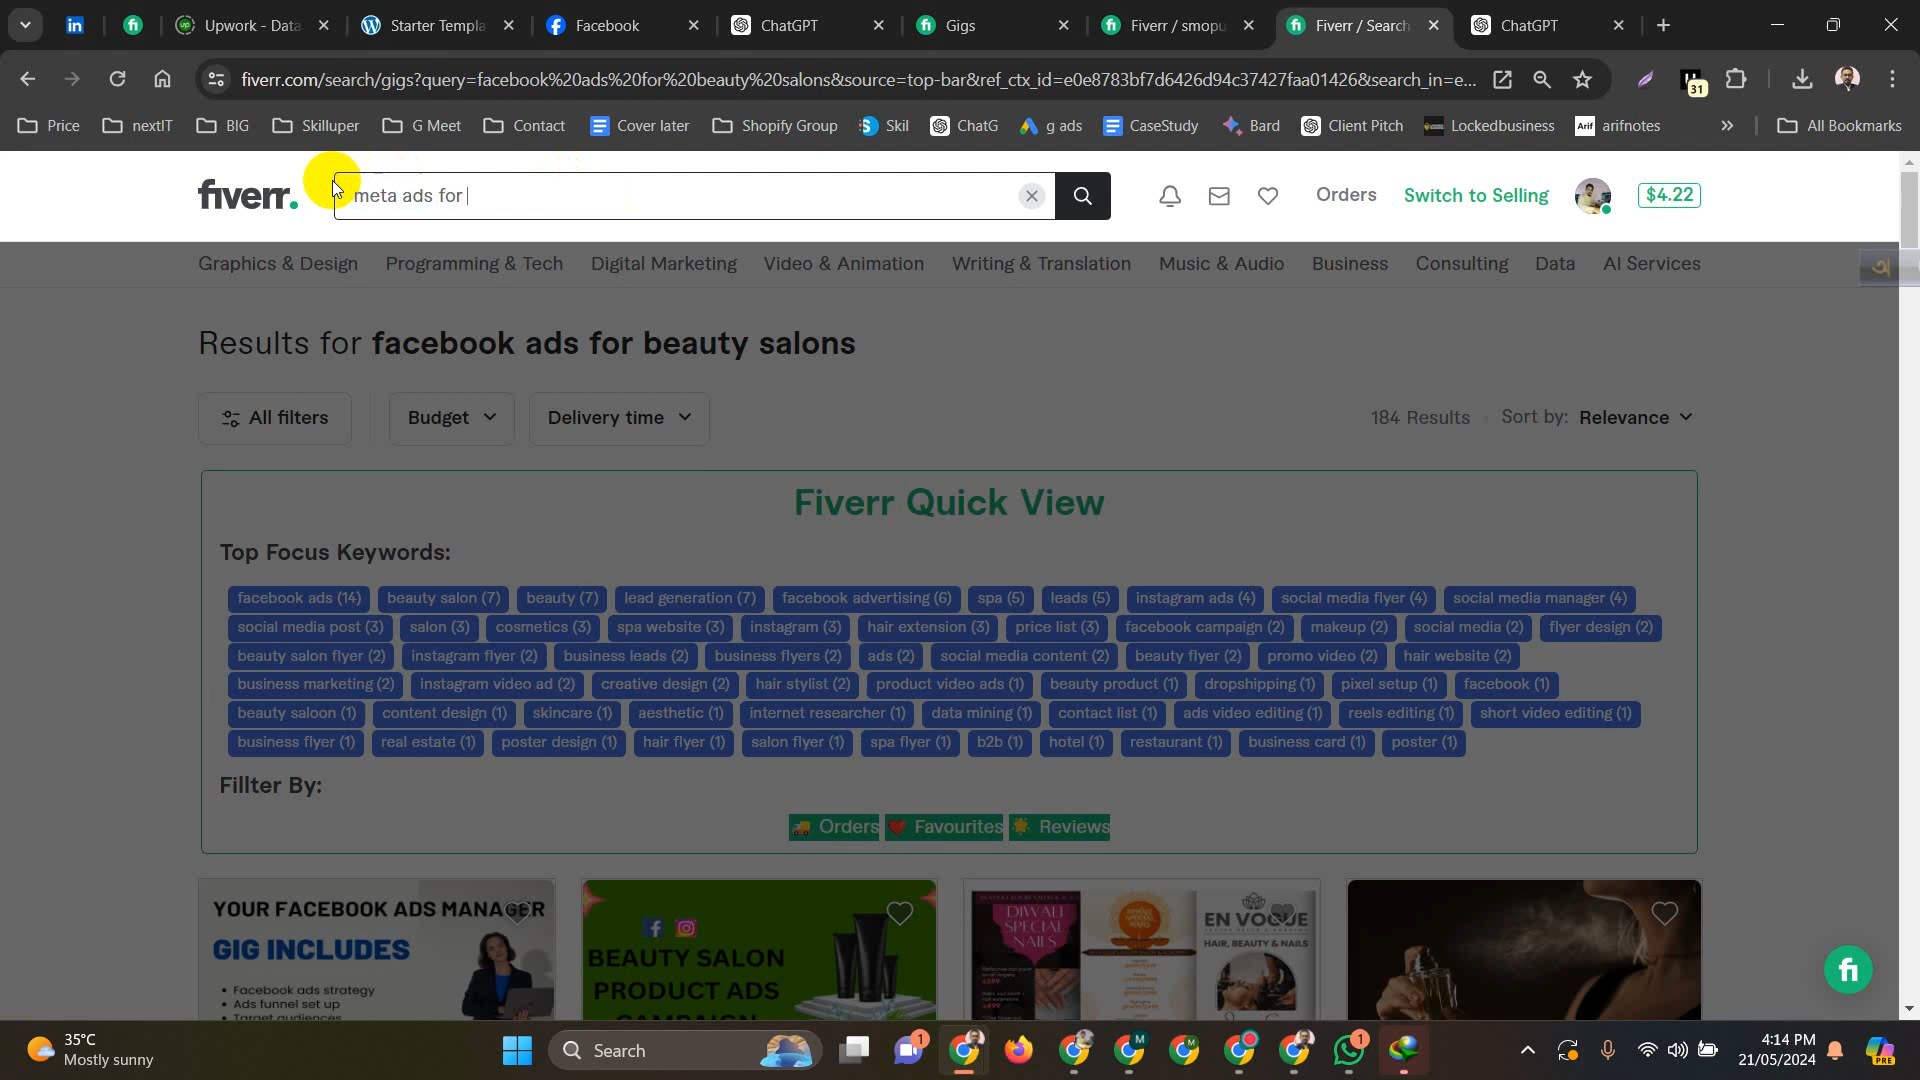 Upwork - Data
Starter Templa
Facebook
ChatGPT
Gigs
Fiverr / smopu
Fiverr / Search
ChatGPT
fiverr.com/search/gigs?query=facebook%20ads%20for%20beauty%20salons&source=top-bar&ref_ctx_id=e0e8783bf7d6426d94c37427faa01426&search_in=e...
31
Price nextIT BIG Skilluper G Meet Contact Cover later Shopify Group Skil ChatG g ads CaseStudy Bard Client Pitch Lockedbusiness Arif arifnotes » All Bookmarks
fiverr. meta ads for Orders Switch to Selling $4.22
Graphics & Design Programming & Tech Digital Marketing Video & Animation Writing & Translation Music & Audio Business Consulting Data AI Services
অ
Results for facebook ads for beauty salons
All filters Budget Delivery time 184 Results Sort by: Relevance
Fiverr Quick View
Top Focus Keywords:
facebook ads (14) beauty salon (7) beauty (7) lead generation (7) facebook advertising (6) spa (5) leads (5) instagram ads (4) social media flyer (4) social media manager (4)
social media post (3) salon (3) cosmetics (3) spa website (3) instagram (3) hair extension (3) price list (3) facebook campaign (2) makeup (2) social media (2) flyer design (2)
beauty salon flyer (2) instagram flyer (2) business leads (2) business flyers (2) ads (2) social media content (2) beauty flyer (2) promo video (2) hair website (2)
business marketing (2) instagram video ad (2) creative design (2) hair stylist (2) product video ads (1) beauty product (1) dropshipping (1) pixel setup (1) facebook (1)
beauty saloon (1) content design (1) skincare (1) aesthetic (1) internet researcher (1) data mining (1) contact list (1) ads video editing (1) reels editing (1) short video editing (1)
business flyer (1) real estate (1) poster design (1) hair flyer (1) salon flyer (1) spa flyer (1) b2b (1) hotel (1) restaurant (1) business card (1) poster (1)
Fillter By:
Orders Favourites Reviews
YOUR FACEBOOK ADS MANAGER
GIG INCLUDES
• Facebook ads strategy
• Ads funnel set up
• Target audiences
BEAUTY SALON
PRODUCT ADS
CAMPAIGN
DIWALI
SPECIAL
NAILS
EN VOGUE
HAIR, BEAUTY & NAILS
fi
35°C
Mostly sunny
Search
1
M
M
1
4:14 PM
21/05/2024
PRE